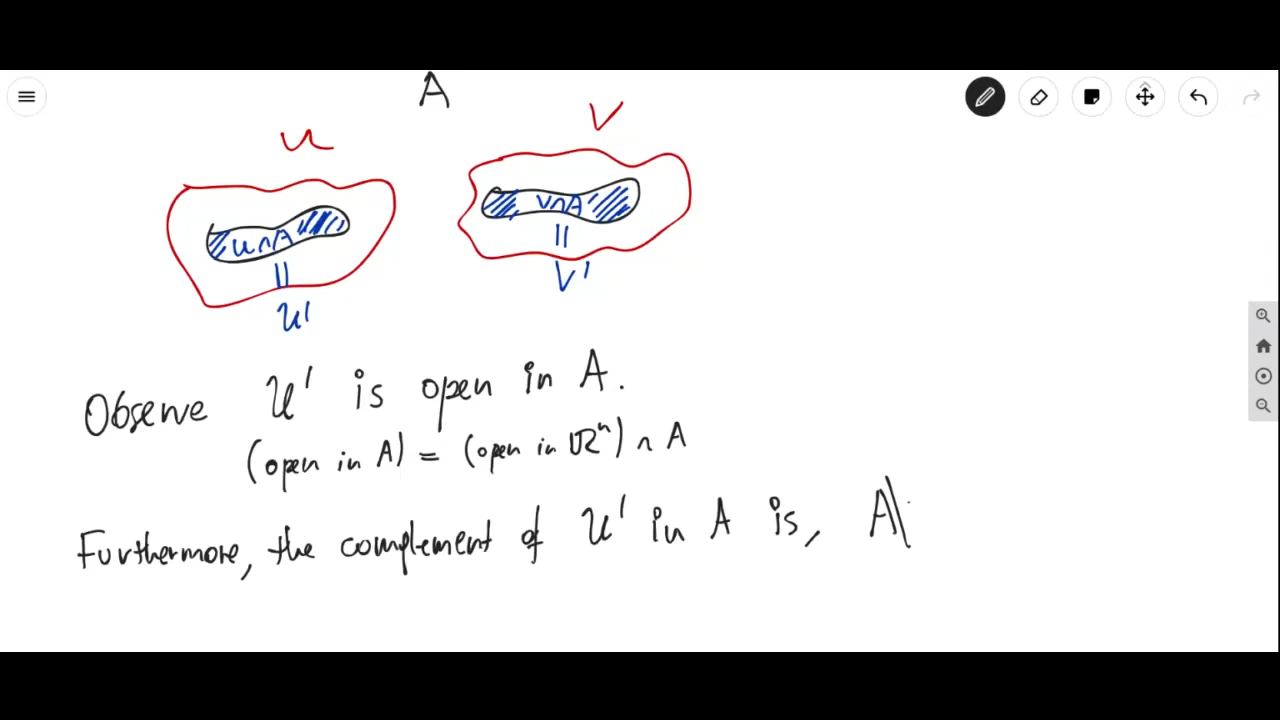 A
U
V
U∩A
V∩A
||
||
U'
V'
Observe U' is open in A.
(open in A) = (open in ℝⁿ) ∩ A
Furthermore, the complement of U' in A is, A\